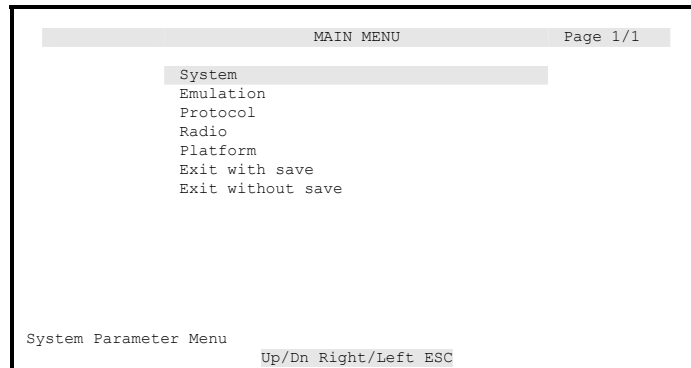 MAIN MENU Page 1/1
System
Emulation
Protocol
Radio
Platform
Exit with save
Exit without save
System Parameter Menu
Up/Dn Right/Left ESC